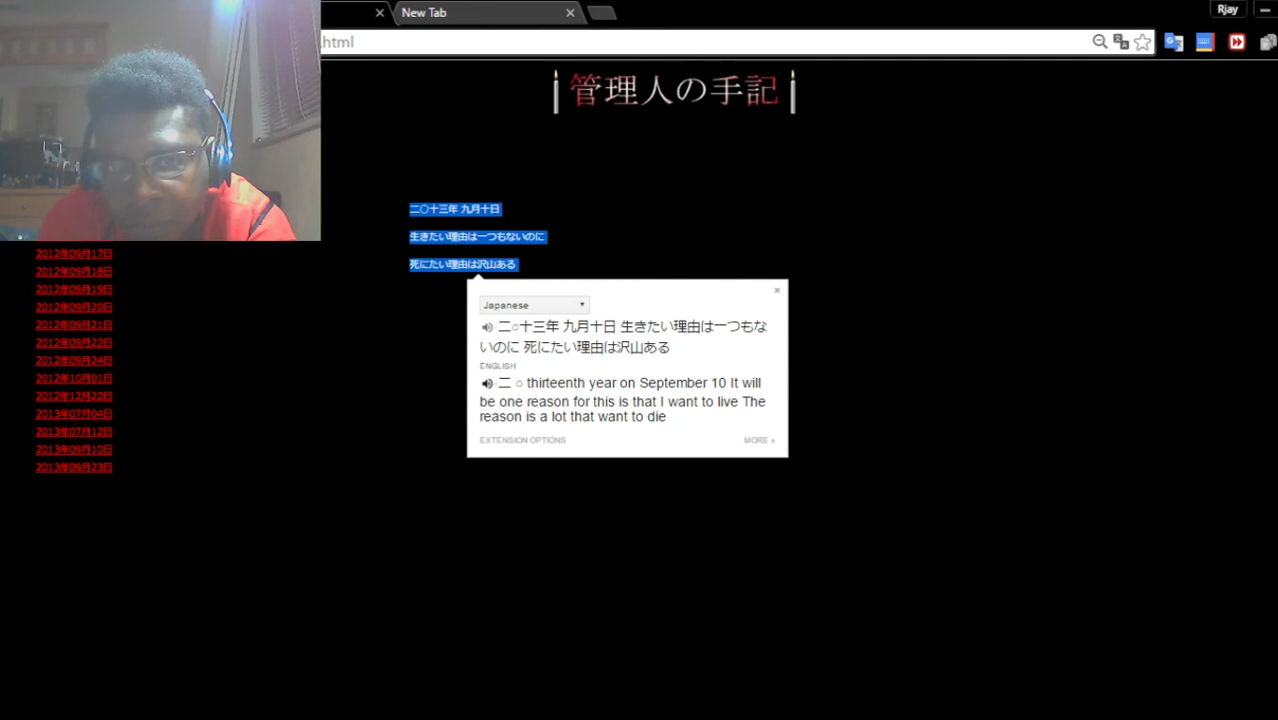 New Tab
Rjay
.html
管理人の手記
二〇十三年 九月十日
生きたい理由は一つもないのに
死にたい理由は沢山ある
2012年09月17日
2012年09月18日
2012年09月19日
2012年09月20日
2012年09月21日
2012年09月22日
2012年09月24日
2012年10月01日
2012年12月22日
2013年07月04日
2013年07月12日
2013年09月10日
2013年09月23日
Japanese
二○十三年 九月十日 生きたい理由は一つもな
いのに 死にたい理由は沢山ある
ENGLISH
二 ○ thirteenth year on September 10 It will
be one reason for this is that I want to live The
reason is a lot that want to die
EXTENSION OPTIONS
MORE »